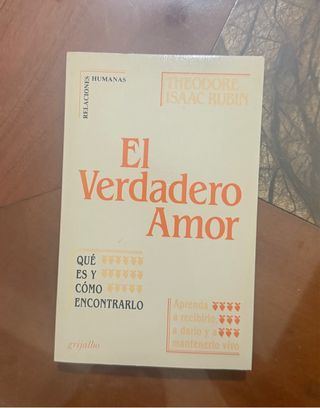 RELACIONES
HUMANAS
THEODORE
ISAAC RUBIN
El
Verdadero
Amor
QUÉ
ES Y
CÓMO
ENCONTRARLO
Aprenda
a recibirlo
a darlo y a
mantenerlo vivo
grijalbo